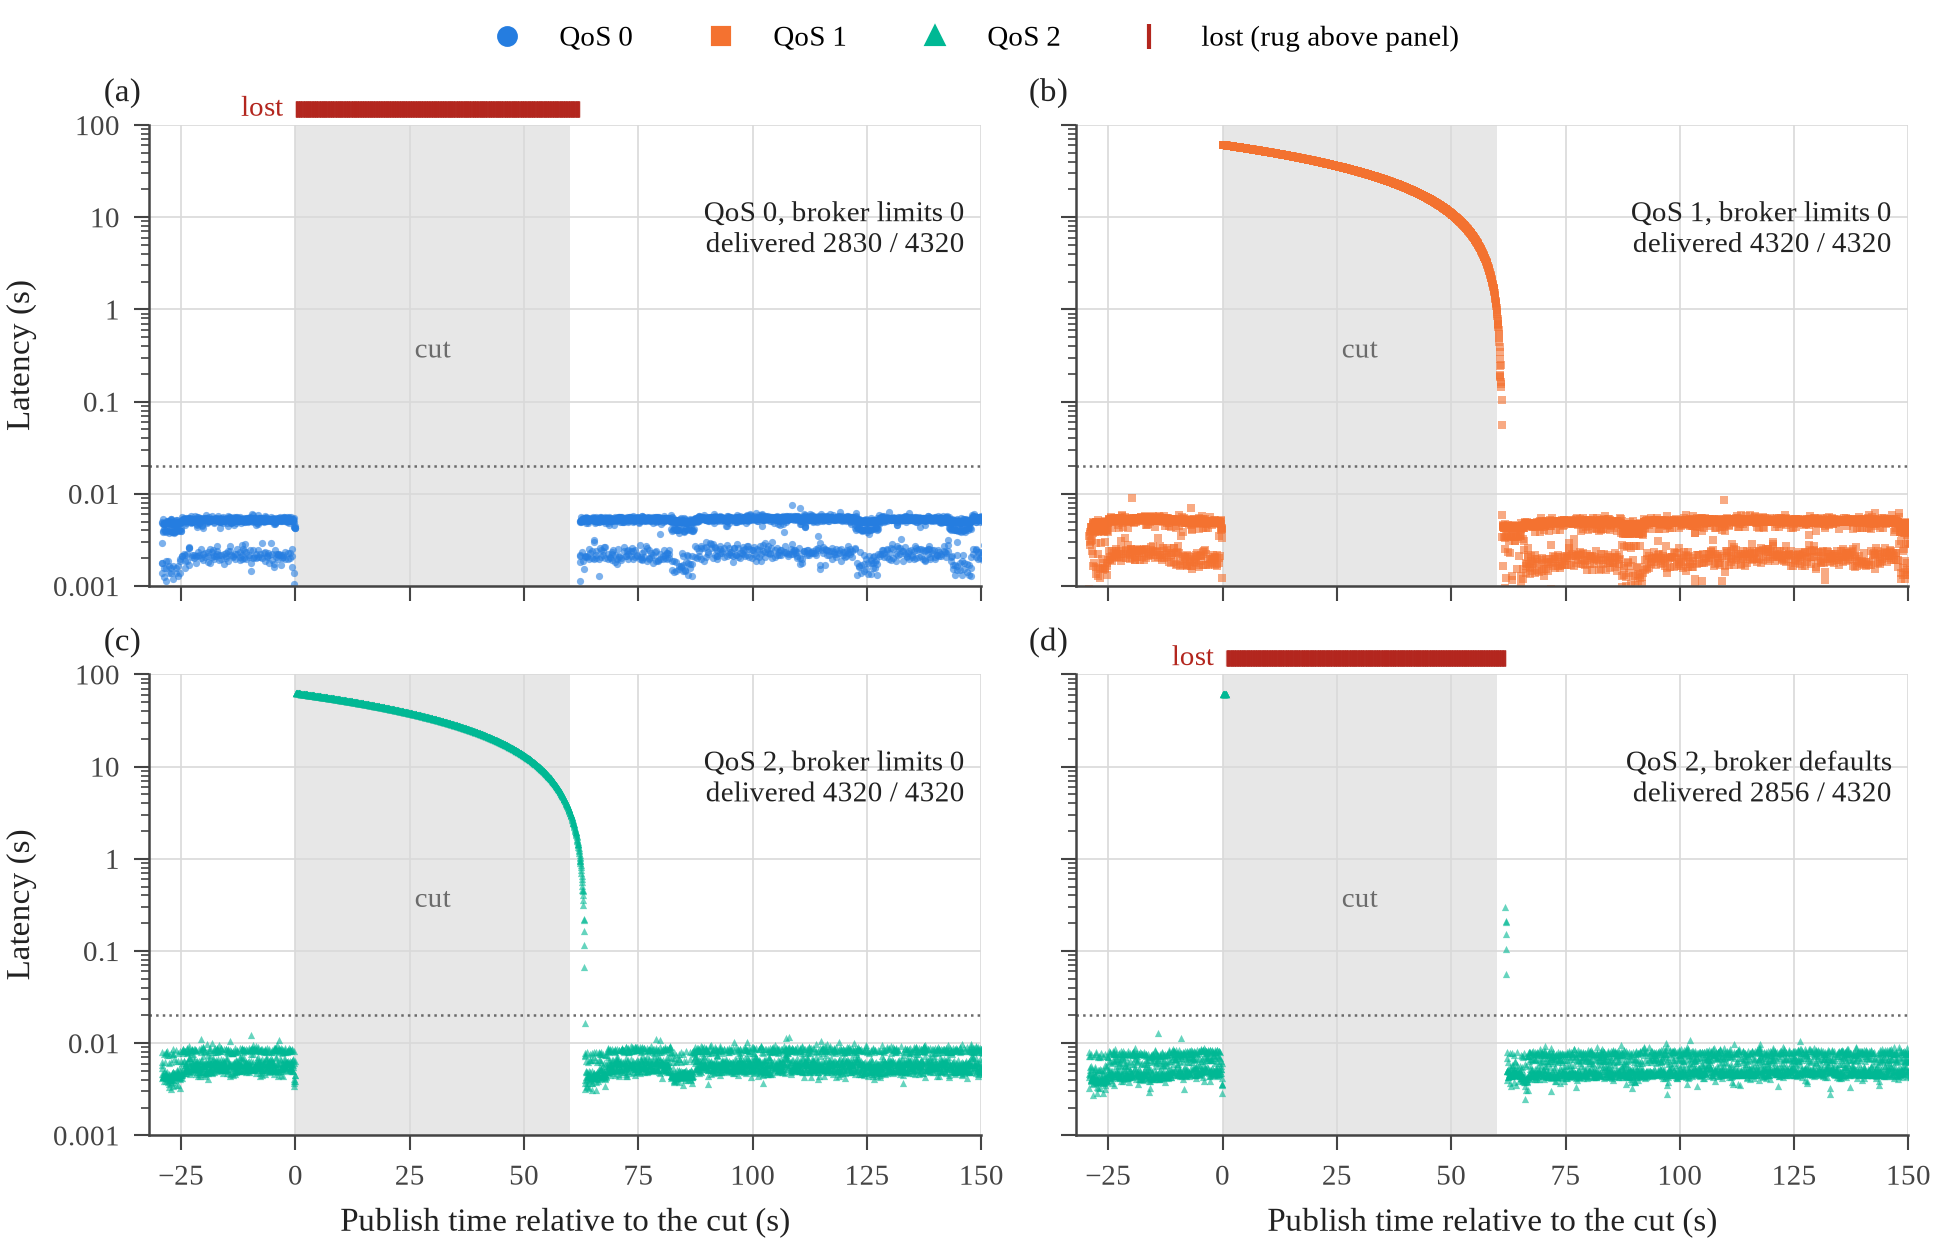 QoS 0 QoS 1 QoS 2 lost (rug above panel)
(a)
lost
100
10
1
0.1
0.01
0.001
Latency (s)
QoS 0, broker limits 0
delivered 2830 / 4320
cut
(b)
QoS 1, broker limits 0
delivered 4320 / 4320
cut
(c)
100
10
1
0.1
0.01
0.001
Latency (s)
QoS 2, broker limits 0
delivered 4320 / 4320
cut
−25 0 25 50 75 100 125 150
Publish time relative to the cut (s)
(d)
lost
QoS 2, broker defaults
delivered 2856 / 4320
cut
−25 0 25 50 75 100 125 150
Publish time relative to the cut (s)